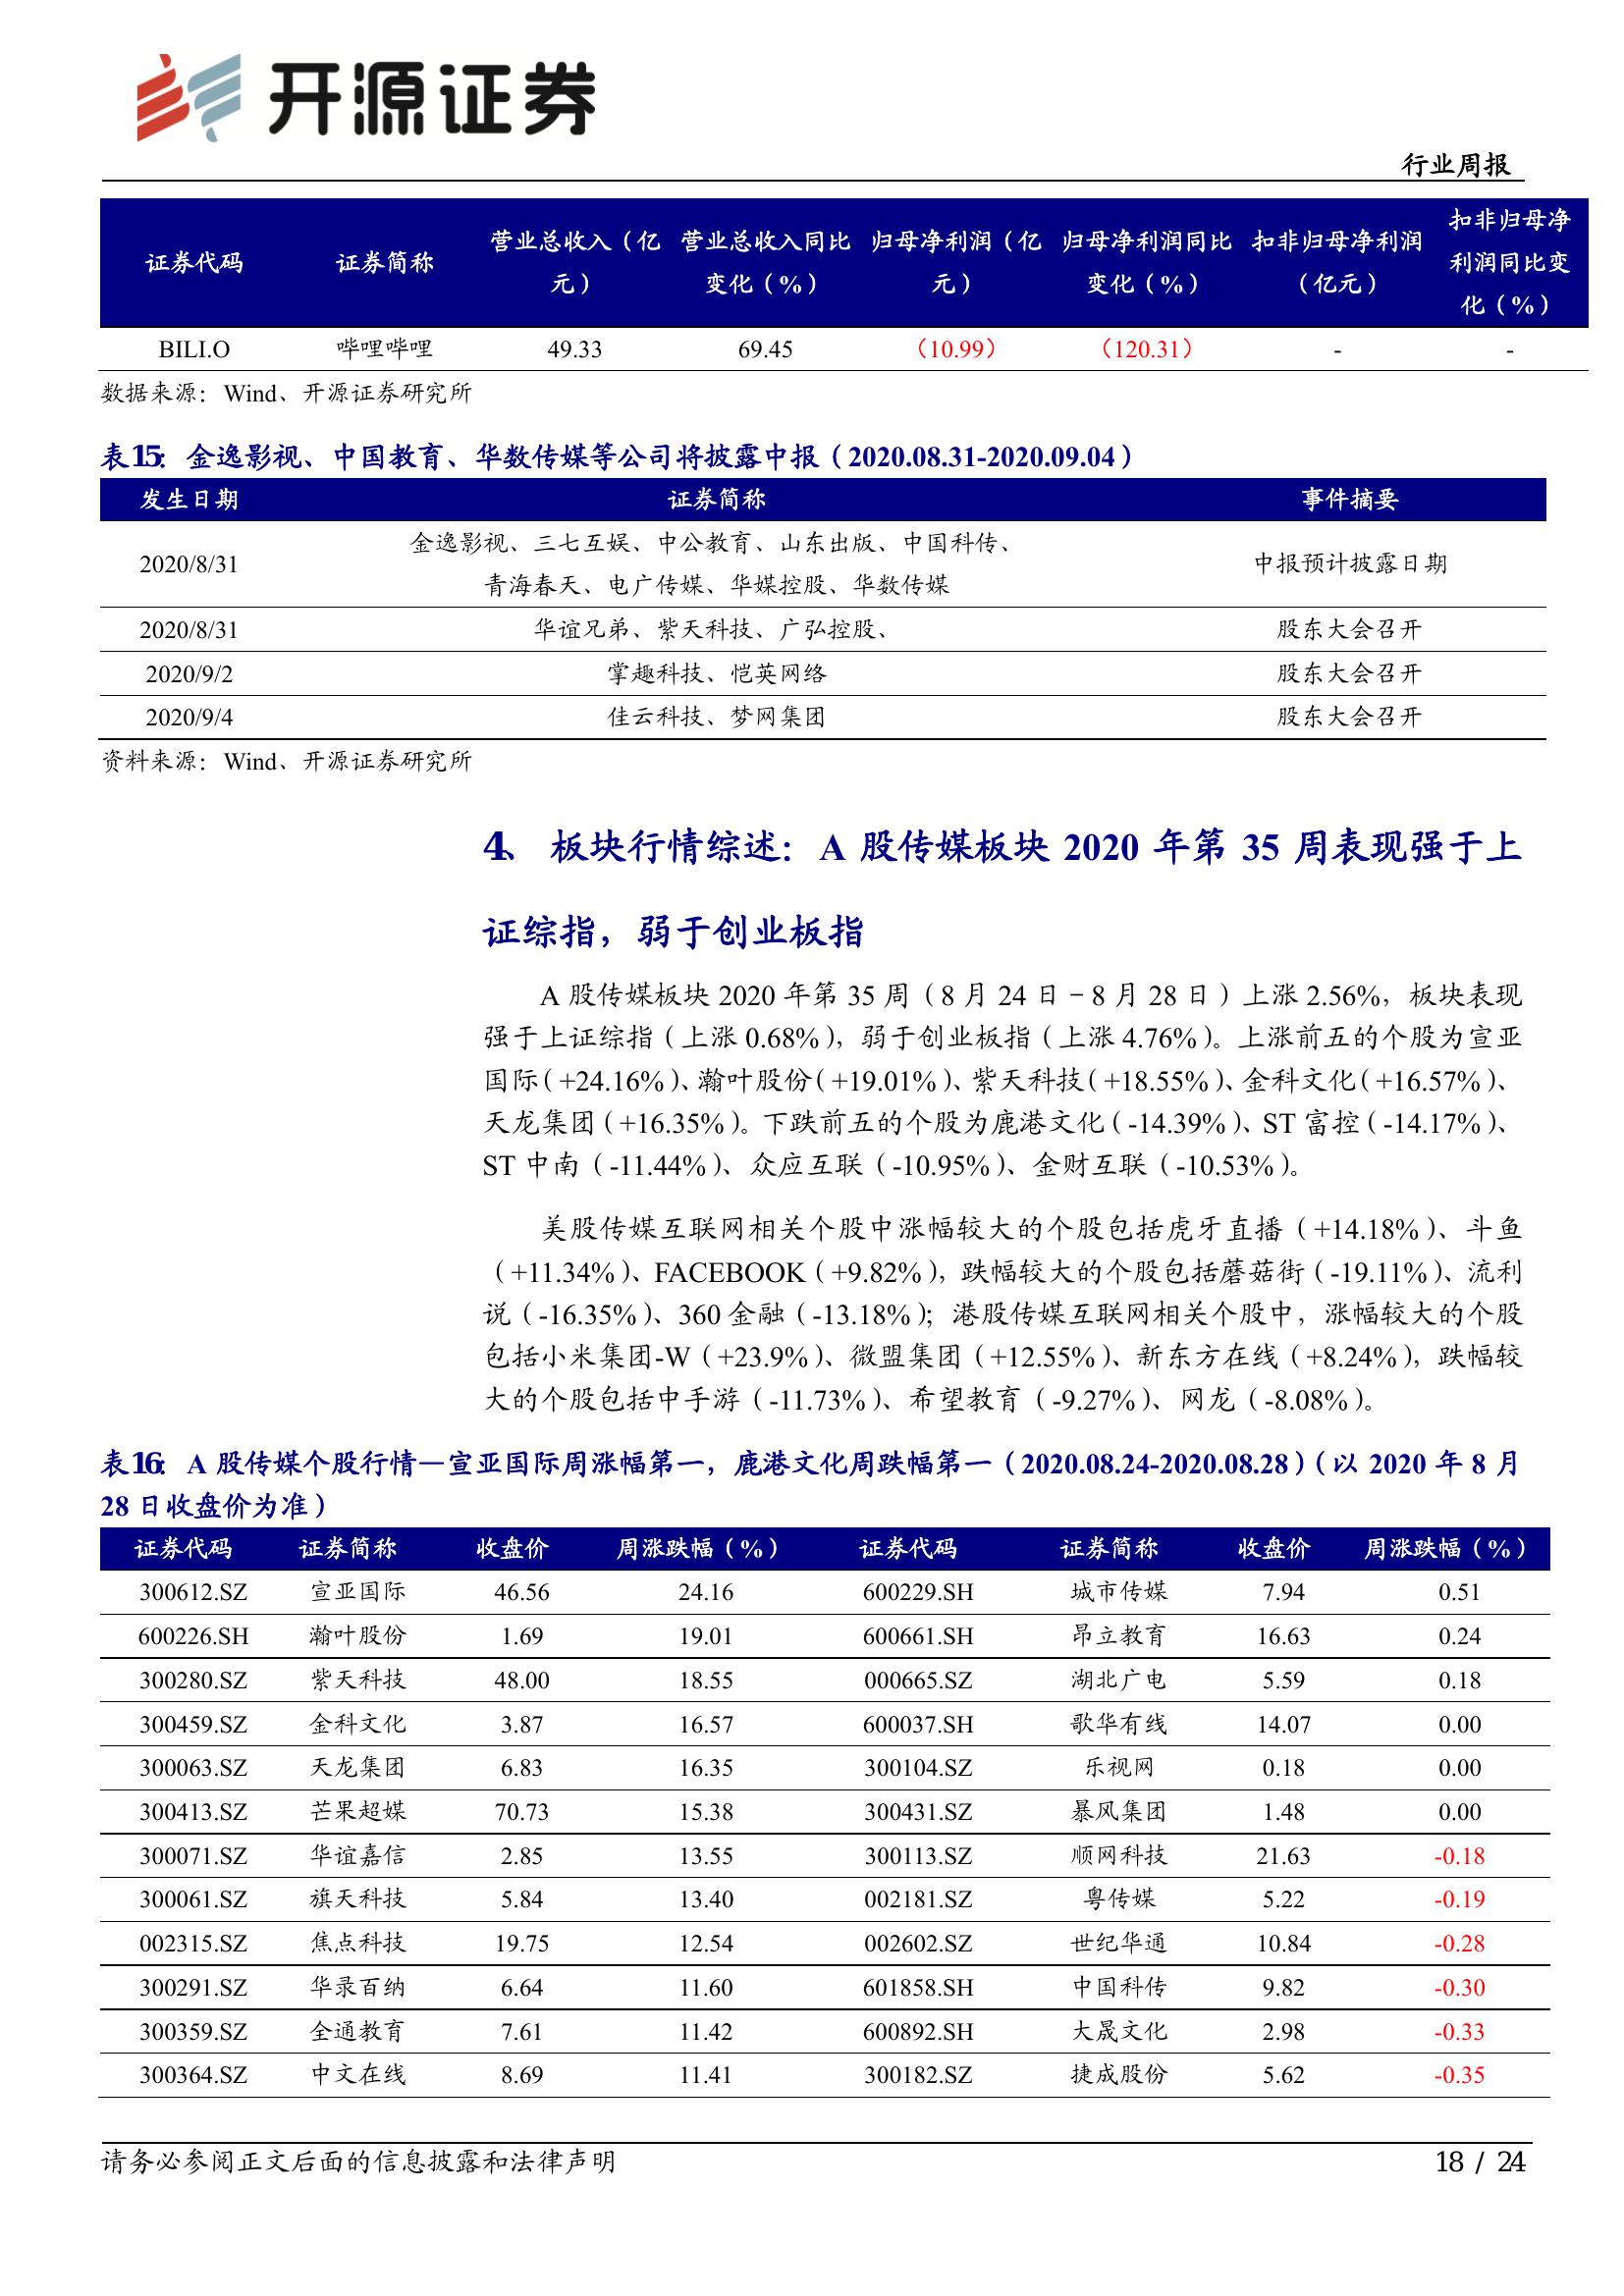 开源证券
行业周报
证券代码 证券简称 营业总收入（亿元） 营业总收入同比变化（%） 归母净利润（亿元） 归母净利润同比变化（%） 扣非归母净利润（亿元） 扣非归母净利润同比变化（%）
BILI.O 哔哩哔哩 49.33 69.45 （10.99） （120.31） - -
数据来源：Wind、开源证券研究所
表15：金逸影视、中国教育、华数传媒等公司将披露中报（2020.08.31-2020.09.04）
发生日期 证券简称 事件摘要
2020/8/31 金逸影视、三七互娱、中公教育、山东出版、中国科传、青海春天、电广传媒、华媒控股、华数传媒 中报预计披露日期
2020/8/31 华谊兄弟、紫天科技、广弘控股、 股东大会召开
2020/9/2 掌趣科技、恺英网络 股东大会召开
2020/9/4 佳云科技、梦网集团 股东大会召开
资料来源：Wind、开源证券研究所
4、 板块行情综述：A 股传媒板块 2020 年第 35 周表现强于上
证综指，弱于创业板指
A 股传媒板块 2020 年第 35 周（8 月 24 日－8 月 28 日）上涨 2.56%，板块表现
强于上证综指（上涨 0.68%），弱于创业板指（上涨 4.76%）。上涨前五的个股为宣亚
国际（+24.16%）、瀚叶股份（+19.01%）、紫天科技（+18.55%）、金科文化（+16.57%）、
天龙集团（+16.35%）。下跌前五的个股为鹿港文化（-14.39%）、ST 富控（-14.17%）、
ST 中南（-11.44%）、众应互联（-10.95%）、金财互联（-10.53%）。
美股传媒互联网相关个股中涨幅较大的个股包括虎牙直播（+14.18%）、斗鱼
（+11.34%）、FACEBOOK（+9.82%），跌幅较大的个股包括蘑菇街（-19.11%）、流利
说（-16.35%）、360 金融（-13.18%）；港股传媒互联网相关个股中，涨幅较大的个股
包括小米集团-W（+23.9%）、微盟集团（+12.55%）、新东方在线（+8.24%），跌幅较
大的个股包括中手游（-11.73%）、希望教育（-9.27%）、网龙（-8.08%）。
表16：A 股传媒个股行情—宣亚国际周涨幅第一，鹿港文化周跌幅第一（2020.08.24-2020.08.28）（以 2020 年 8 月
28 日收盘价为准）
证券代码 证券简称 收盘价 周涨跌幅（%） 证券代码 证券简称 收盘价 周涨跌幅（%）
300612.SZ 宣亚国际 46.56 24.16 600229.SH 城市传媒 7.94 0.51
600226.SH 瀚叶股份 1.69 19.01 600661.SH 昂立教育 16.63 0.24
300280.SZ 紫天科技 48.00 18.55 000665.SZ 湖北广电 5.59 0.18
300459.SZ 金科文化 3.87 16.57 600037.SH 歌华有线 14.07 0.00
300063.SZ 天龙集团 6.83 16.35 300104.SZ 乐视网 0.18 0.00
300413.SZ 芒果超媒 70.73 15.38 300431.SZ 暴风集团 1.48 0.00
300071.SZ 华谊嘉信 2.85 13.55 300113.SZ 顺网科技 21.63 -0.18
300061.SZ 旗天科技 5.84 13.40 002181.SZ 粤传媒 5.22 -0.19
002315.SZ 焦点科技 19.75 12.54 002602.SZ 世纪华通 10.84 -0.28
300291.SZ 华录百纳 6.64 11.60 601858.SH 中国科传 9.82 -0.30
300359.SZ 全通教育 7.61 11.42 600892.SH 大晟文化 2.98 -0.33
300364.SZ 中文在线 8.69 11.41 300182.SZ 捷成股份 5.62 -0.35
请务必参阅正文后面的信息披露和法律声明
18 / 24